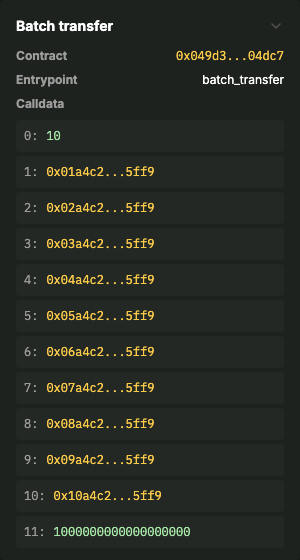 Batch transfer
Contract 0x049d3...04dc7
Entrypoint batch_transfer
Calldata
0: 10
1: 0x01a4c2...5ff9
2: 0x02a4c2...5ff9
3: 0x03a4c2...5ff9
4: 0x04a4c2...5ff9
5: 0x05a4c2...5ff9
6: 0x06a4c2...5ff9
7: 0x07a4c2...5ff9
8: 0x08a4c2...5ff9
9: 0x09a4c2...5ff9
10: 0x10a4c2...5ff9
11: 1000000000000000000